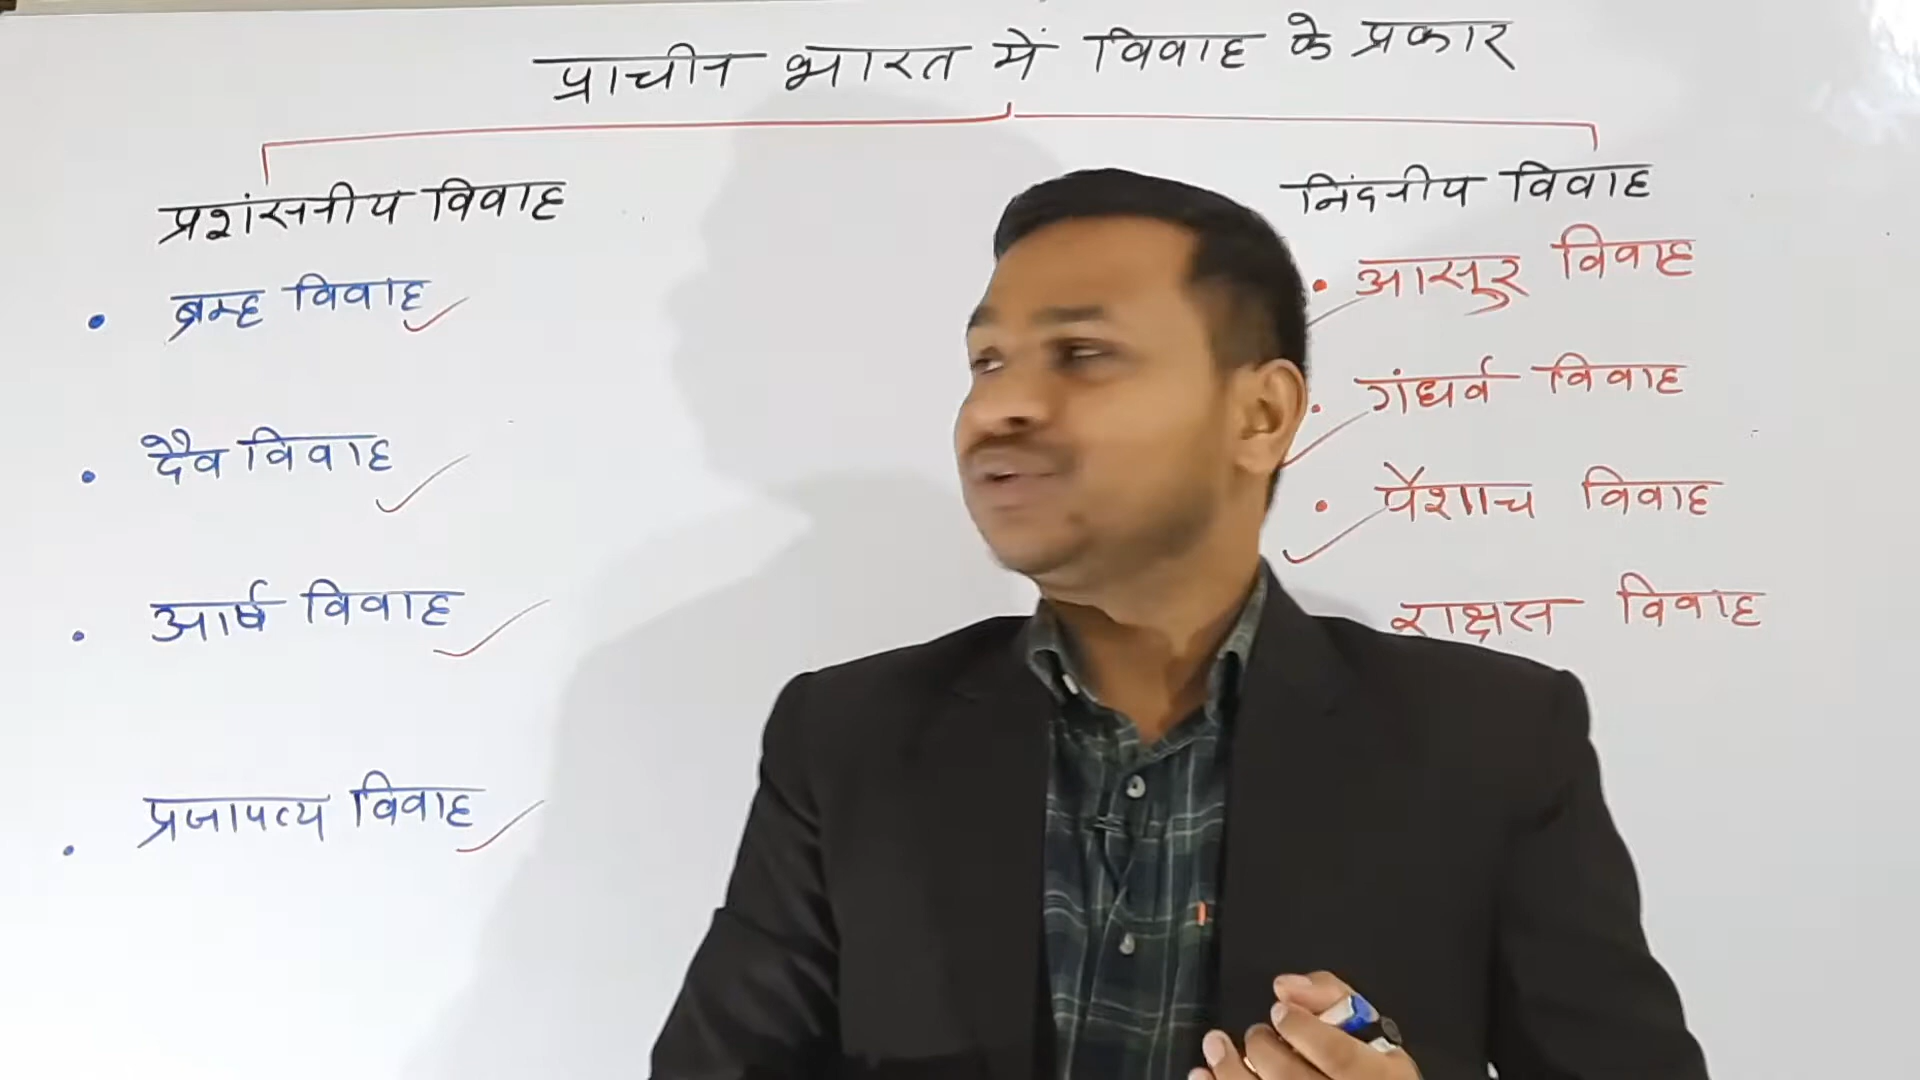 प्राचीन भारत में विवाह के प्रकार
प्रशंसनीय विवाह
• ब्रम्ह विवाह
• दैव विवाह
• आर्ष विवाह
• प्रजापत्य विवाह
निंदनीय विवाह
• आसुर विवाह
• गंधर्व विवाह
• पैशाच विवाह
राक्षस विवाह